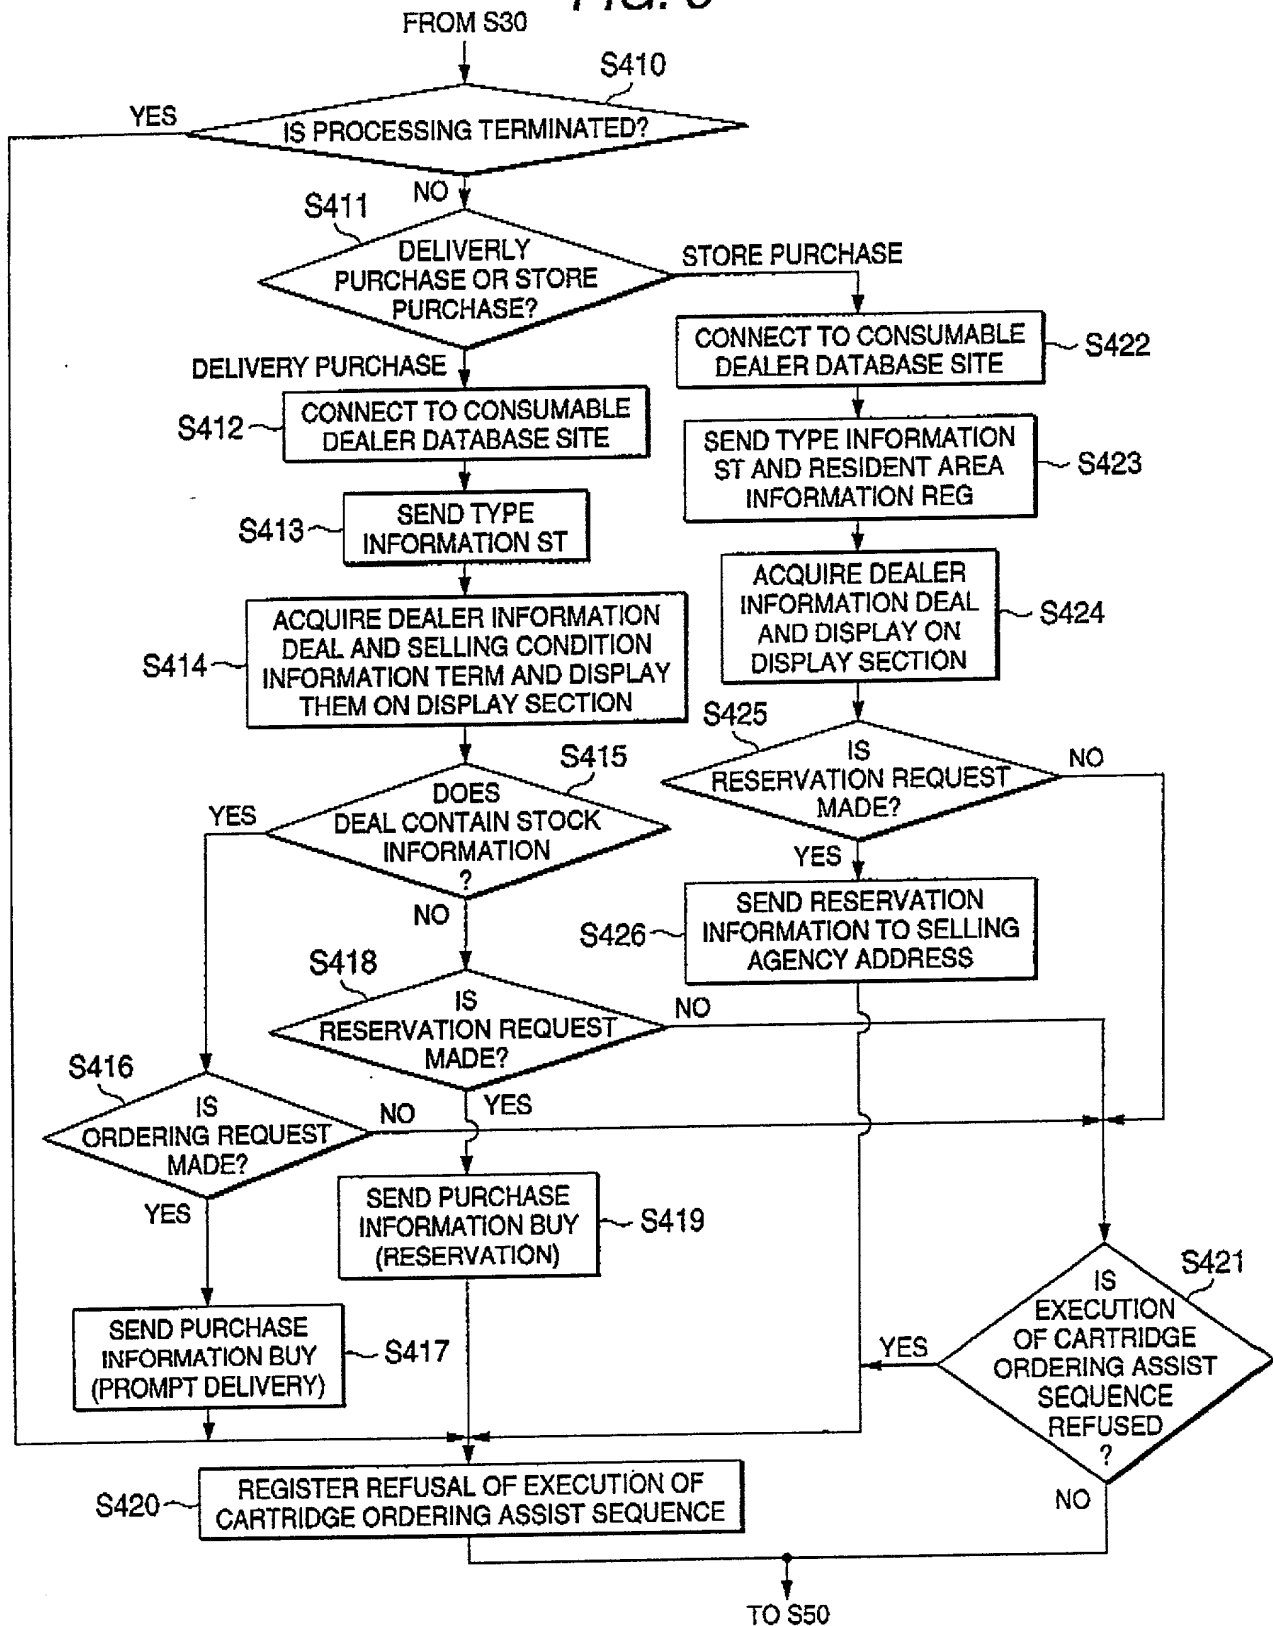 FROM S30
S410
YES
IS PROCESSING TERMINATED?
NO
S411
DELIVERLY
PURCHASE OR STORE
PURCHASE?
STORE PURCHASE
DELIVERY PURCHASE
S412
CONNECT TO CONSUMABLE
DEALER DATABASE SITE
CONNECT TO CONSUMABLE
DEALER DATABASE SITE
S422
S413
SEND TYPE
INFORMATION ST
SEND TYPE INFORMATION
ST AND RESIDENT AREA
INFORMATION REG
S423
S414
ACQUIRE DEALER INFORMATION
DEAL AND SELLING CONDITION
INFORMATION TERM AND DISPLAY
THEM ON DISPLAY SECTION
ACQUIRE DEALER
INFORMATION DEAL
AND DISPLAY ON
DISPLAY SECTION
S424
S415
YES
DOES
DEAL CONTAIN STOCK
INFORMATION
?
NO
S425
IS
RESERVATION REQUEST
MADE?
NO
YES
S426
SEND RESERVATION
INFORMATION TO SELLING
AGENCY ADDRESS
S418
IS
RESERVATION REQUEST
MADE?
NO
YES
S416
IS
ORDERING REQUEST
MADE?
NO
YES
SEND PURCHASE
INFORMATION BUY
(RESERVATION)
S419
SEND PURCHASE
INFORMATION BUY
(PROMPT DELIVERY)
S417
S421
IS
EXECUTION
OF CARTRIDGE
ORDERING ASSIST
SEQUENCE
REFUSED
?
YES
NO
S420
REGISTER REFUSAL OF EXECUTION OF
CARTRIDGE ORDERING ASSIST SEQUENCE
TO S50